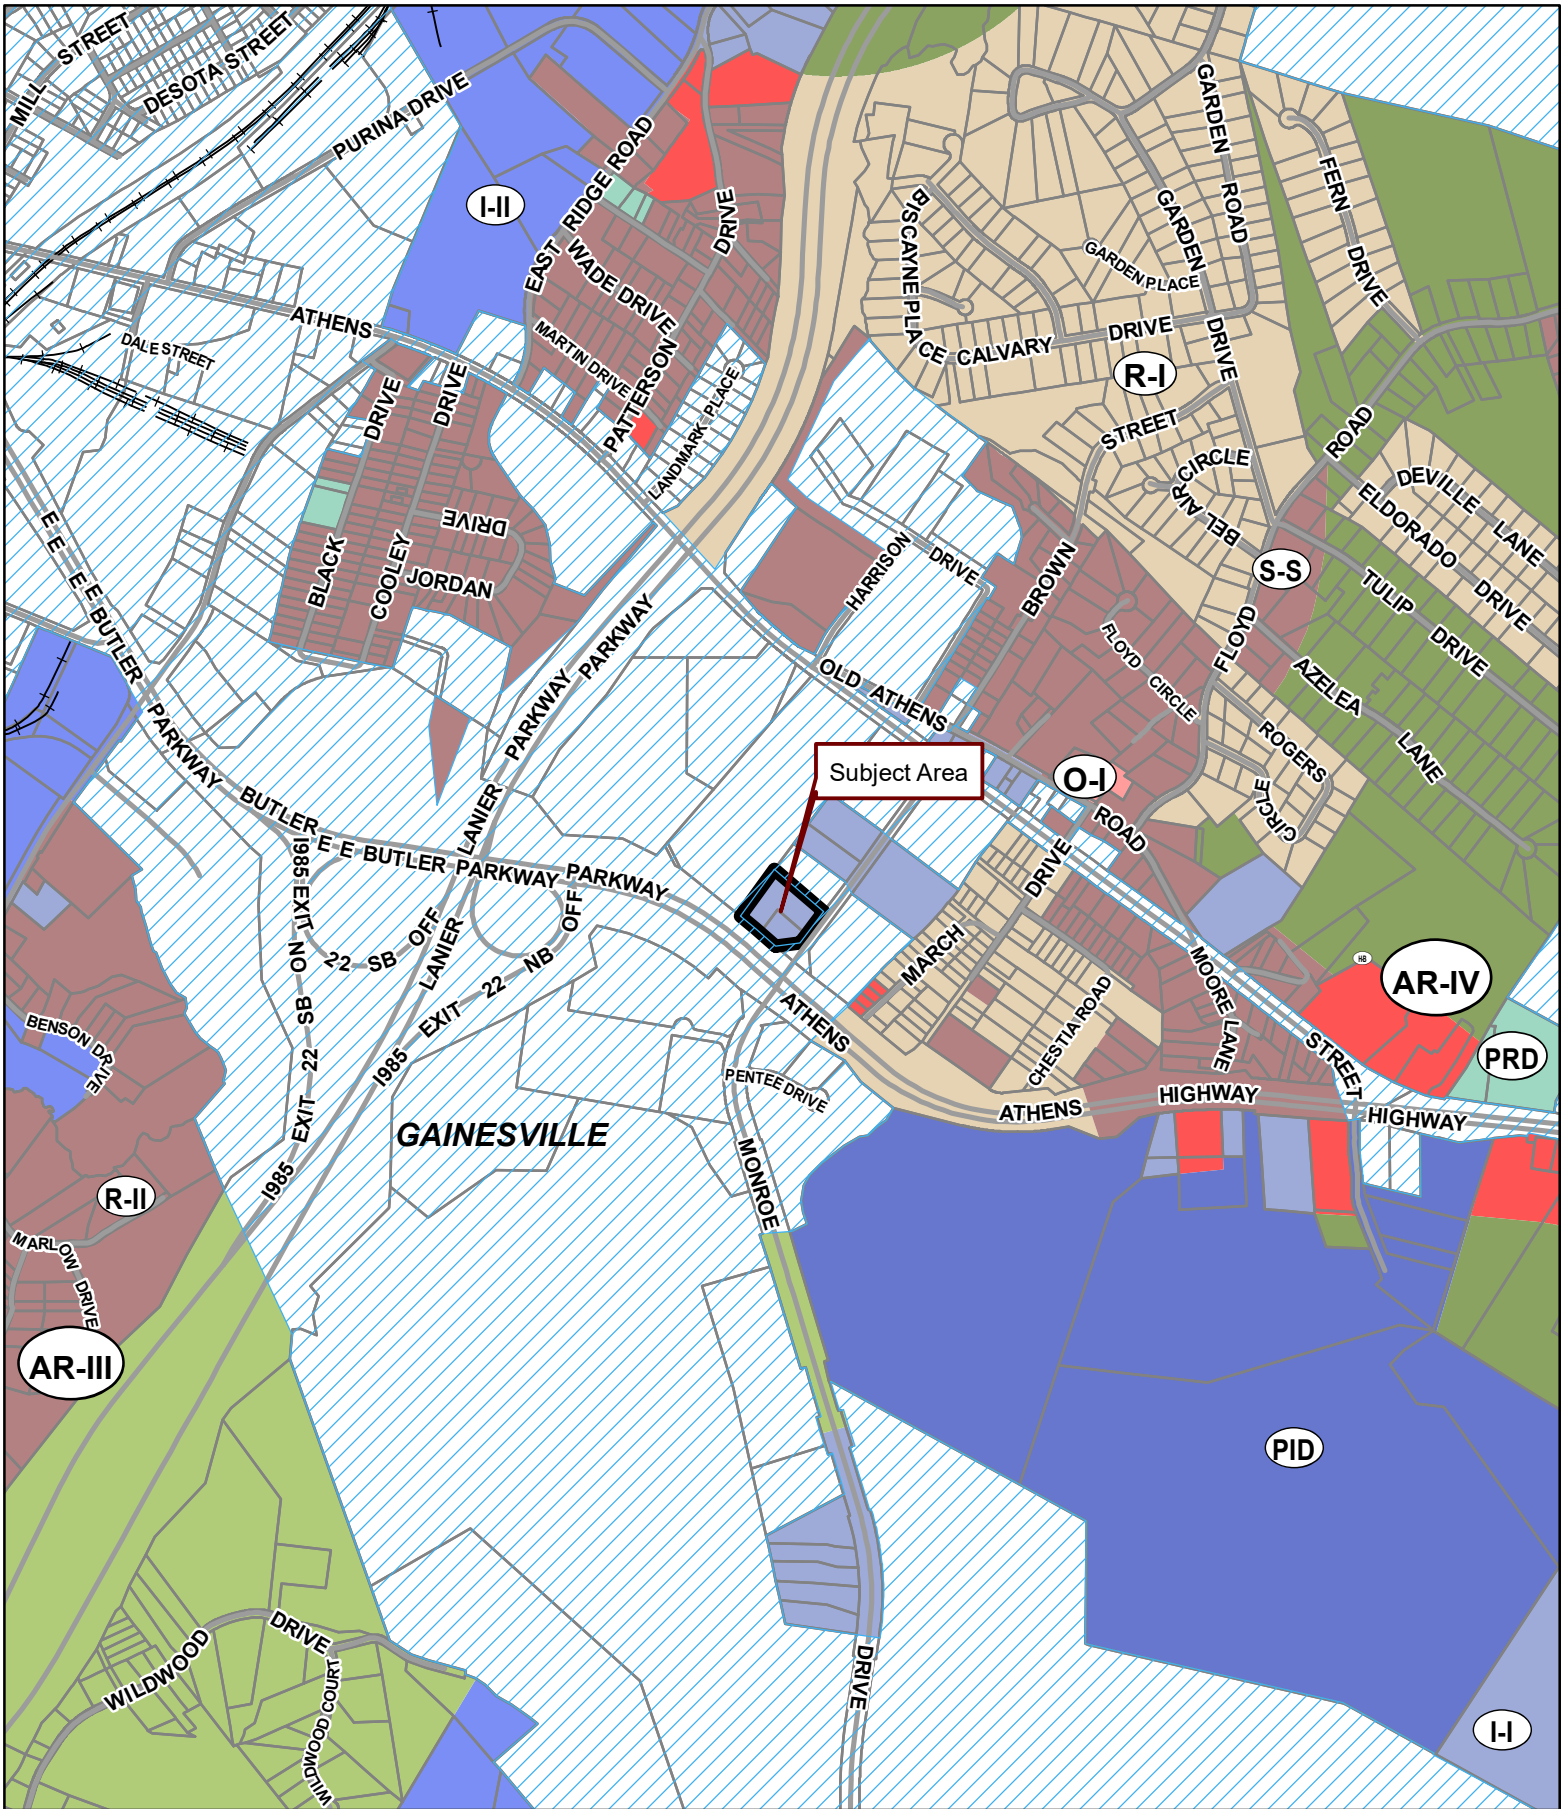 STREET
DESOTA STREET
MILL
PURINA DRIVE
I-II
EAST RIDGE ROAD
WADE DRIVE
DRIVE
MARTIN DRIVE
PATTERSON
LANDMARK PLACE
ATHENS
DALE STREET
DRIVE
DRIVE
DRIVE
BLACK
COOLEY
JORDAN
GARDEN ROAD
GARDEN
DRIVE
GARDEN PLACE
FERN DRIVE
BISCAYNE PLACE
CALVARY DRIVE
R-I
STREET
CIRCLE
BEL AIR
ROAD
DEVILLE LANE
ELDORADO DRIVE
S-S
TULIP DRIVE
FLOYD
AZELEA LANE
HARRISON DRIVE
BROWN
FLOYD CIRCLE
ROGERS
CIRCLE
OLD ATHENS
O-I
ROAD
E E
E E BUTLER
PARKWAY
PARKWAY
PARKWAY
LANIER
Subject Area
BUTLER
E E BUTLER PARKWAY
PARKWAY
I985 EXIT NO
22 SB OFF
LANIER
EXIT 22 NB
OFF
I985
EXIT 22 SB
I985
DRIVE
MARCH
CHESTIA ROAD
MOORE LANE
H-B
AR-IV
PRD
STREET
ATHENS
PENTEE DRIVE
ATHENS
HIGHWAY
HIGHWAY
BENSON DRIVE
GAINESVILLE
MONROE
R-II
MARLOW DRIVE
AR-III
PID
WILDWOOD
DRIVE
WILDWOOD COURT
DRIVE
I-I